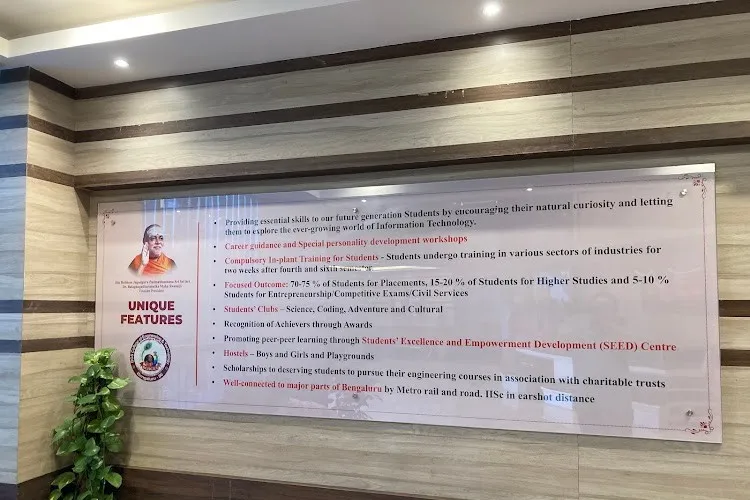 UNIQUE
FEATURES
• Providing essential skills to our future generation Students by encouraging their natural curiosity and letting
them to explore the ever-growing world of Information Technology.
• Career guidance and Special personality development workshops
• Compulsory In-plant Training for Students - Students undergo training in various sectors of industries for
two weeks after fourth and sixth
• Focused Outcome: 70-75 % of Students for Placements, 15-20 % of Students for Higher Studies and 5-10 %
Students for Entrepreneurship/Competitive Exams/Civil Services
• Students' Clubs – Science, Coding, Adventure and Cultural
• Recognition of Achievers through Awards
• Promoting peer-peer learning through Students' Excellence and Empowerment Development (SEED) Centre
• Hostels – Boys and Girls and Playgrounds
• Scholarships to deserving students to pursue their engineering courses in association with charitable trusts
• Well-connected to major parts of Bengaluru by Metro rail and road. IISc in earshot distance